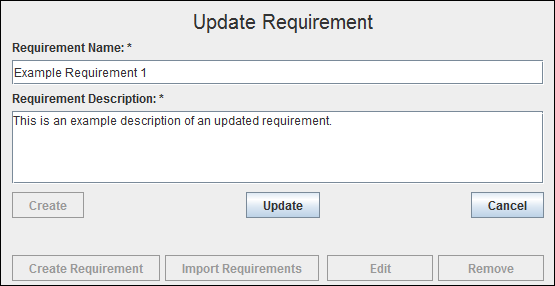 Update Requirement
Requirement Name: *
Example Requirement 1
Requirement Description: *
This is an example description of an updated requirement.
Create Update Cancel
Create Requirement Import Requirements Edit Remove